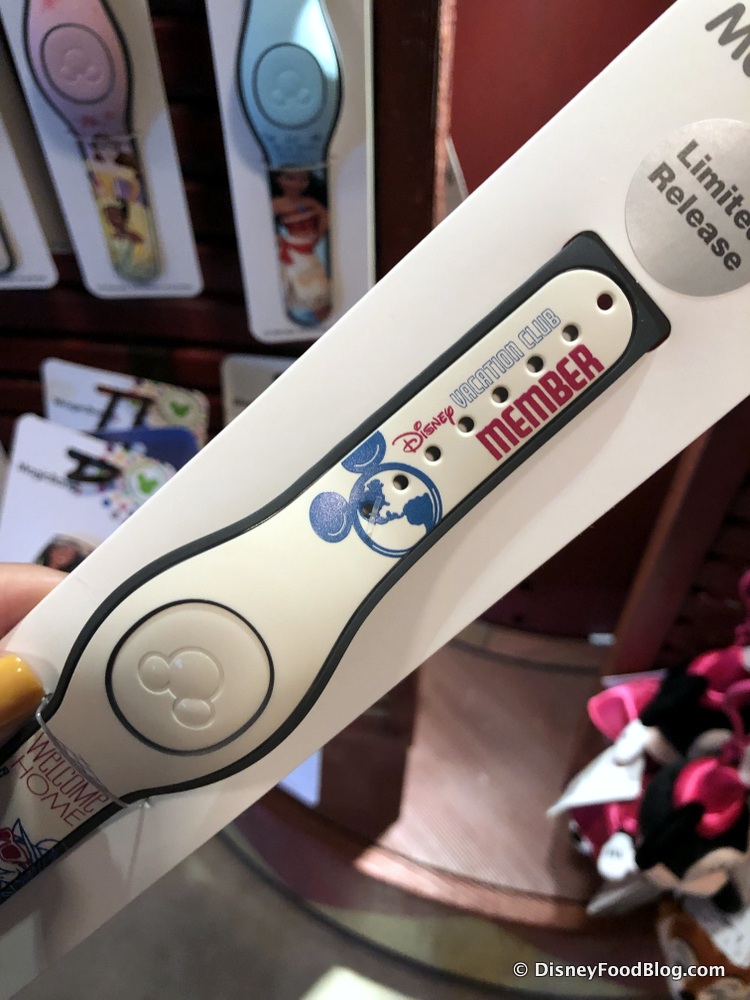 Limited
Release
Disney VACATION CLUB
MEMBER
WELCOME
HOME
© DisneyFoodBlog.com